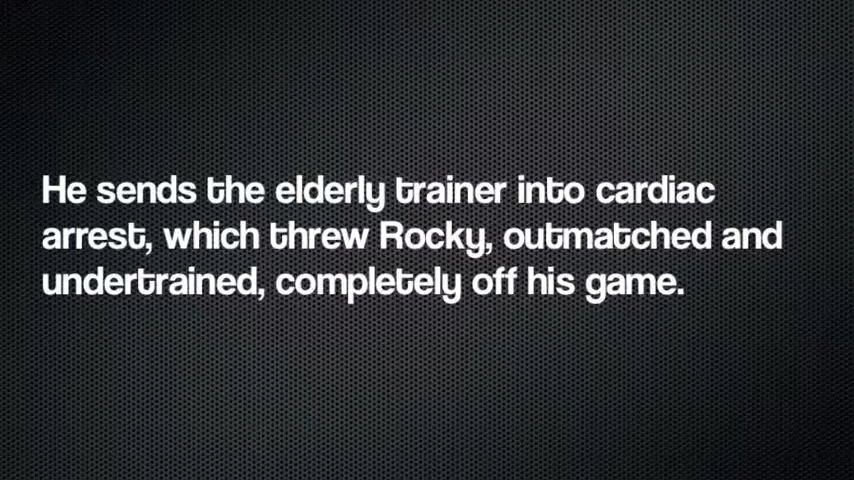 He sends the elderly trainer into cardiac
arrest, which threw Rocky, outmatched and
undertrained, completely off his game.